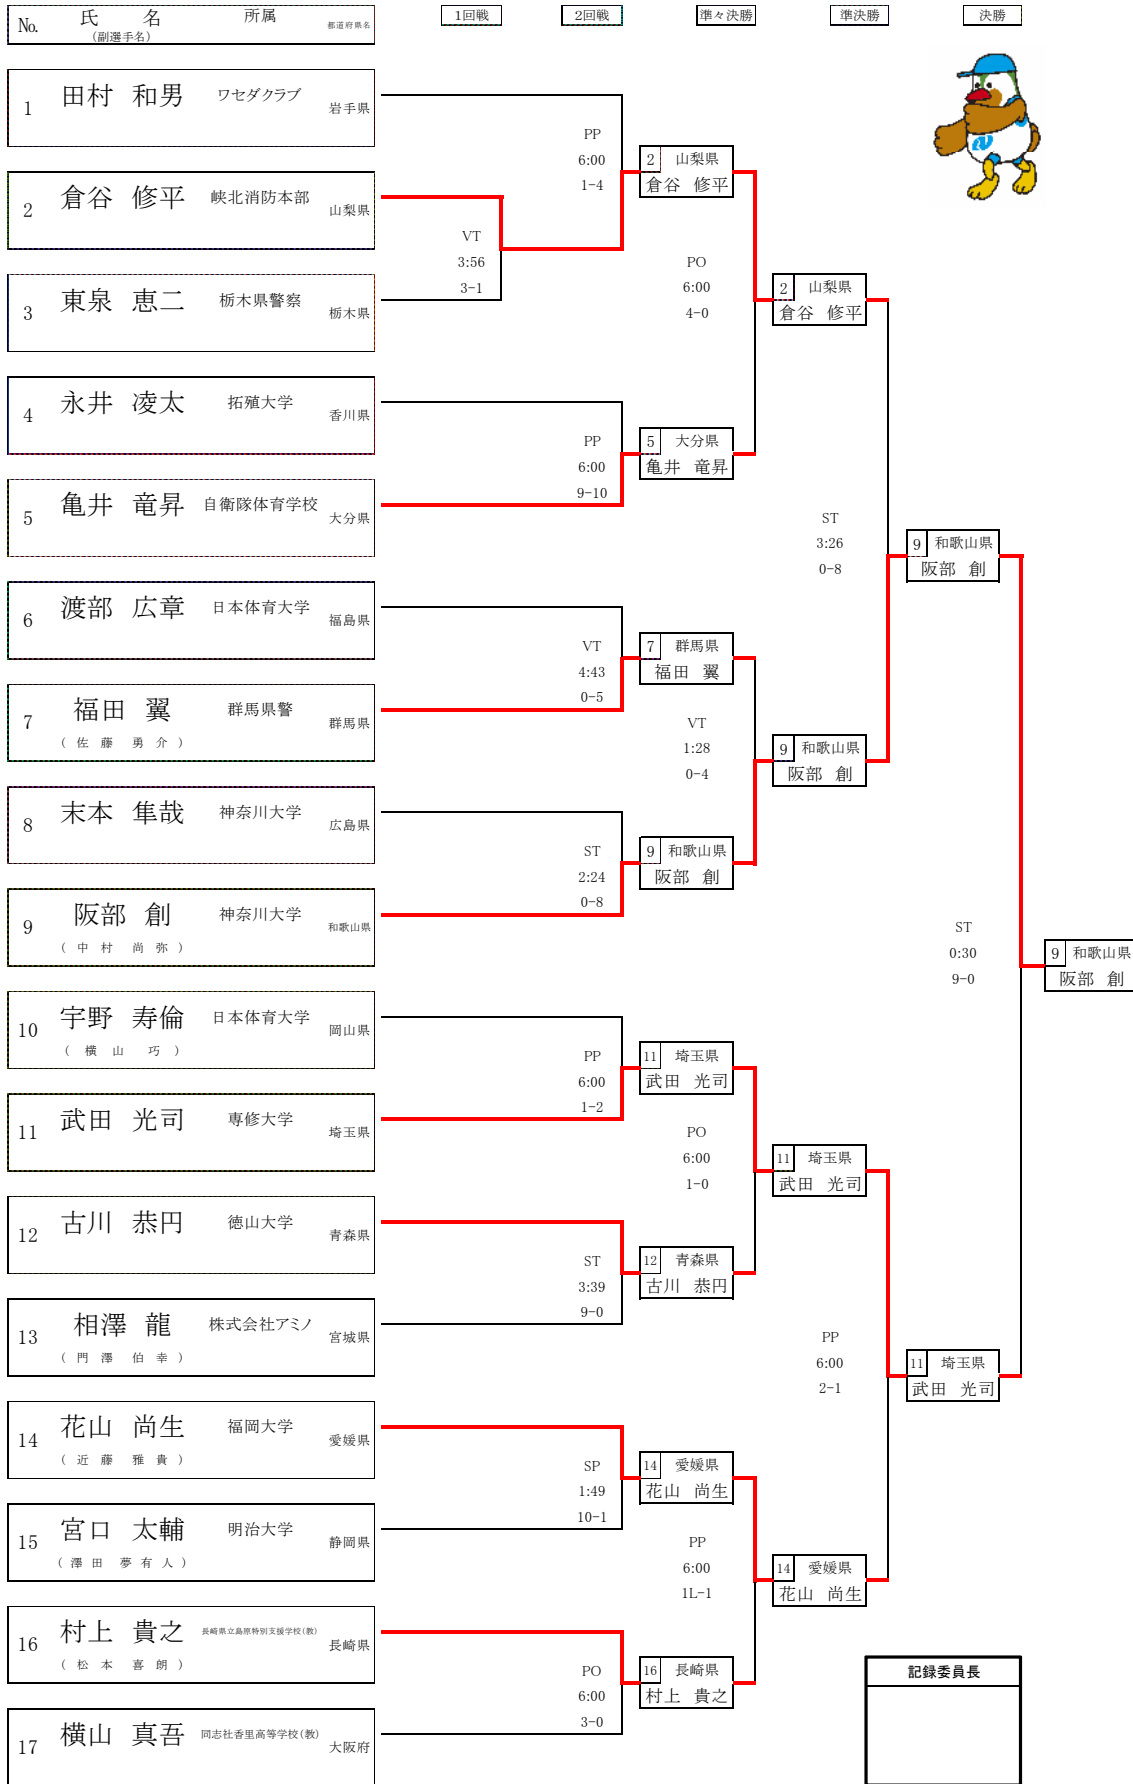 No. 氏 名 所属 都道府県名
(副選手名)
1回戦 2回戦 準々決勝 準決勝 決勝
1 田村 和男 ワセダクラブ 岩手県
2 倉谷 修平 峡北消防本部 山梨県
3 東泉 恵二 栃木県警察 栃木県
4 永井 凌太 拓殖大学 香川県
5 亀井 竜昇 自衛隊体育学校 大分県
6 渡部 広章 日本体育大学 福島県
7 福田 翼 群馬県警 群馬県
(佐藤 勇介)
8 末本 隼哉 神奈川大学 広島県
9 阪部 創 神奈川大学 和歌山県
(中村 尚弥)
10 宇野 寿倫 日本体育大学 岡山県
(横山 巧)
11 武田 光司 専修大学 埼玉県
12 古川 恭円 徳山大学 青森県
13 相澤 龍 株式会社アミノ 宮城県
(門澤 伯幸)
14 花山 尚生 福岡大学 愛媛県
(近藤 雅貴)
15 宮口 太輔 明治大学 静岡県
(澤田 夢有人)
16 村上 貴之 長崎県立島原特別支援学校(教) 長崎県
(松本 喜朗)
17 横山 真吾 同志社香里高等学校(教) 大阪府
VT
3:56
3-1
PP
6:00
1-4
PP
6:00
9-10
VT
4:43
0-5
ST
2:24
0-8
PP
6:00
1-2
ST
3:39
9-0
SP
1:49
10-1
PO
6:00
3-0
2 山梨県
倉谷 修平
5 大分県
亀井 竜昇
7 群馬県
福田 翼
9 和歌山県
阪部 創
11 埼玉県
武田 光司
12 青森県
古川 恭円
14 愛媛県
花山 尚生
16 長崎県
村上 貴之
PO
6:00
4-0
VT
1:28
0-4
PO
6:00
1-0
PP
6:00
1L-1
2 山梨県
倉谷 修平
9 和歌山県
阪部 創
11 埼玉県
武田 光司
14 愛媛県
花山 尚生
ST
3:26
0-8
PP
6:00
2-1
9 和歌山県
阪部 創
11 埼玉県
武田 光司
ST
0:30
9-0
9 和歌山県
阪部 創
記録委員長